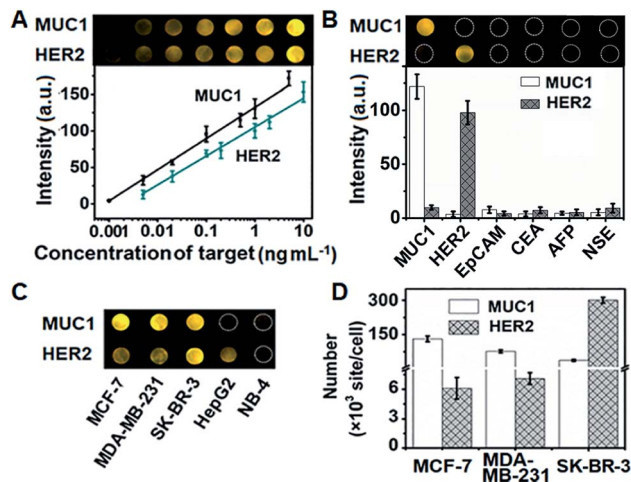 A
MUC1
HER2
Intensity (a.u.)
150
100
50
0
MUC1
HER2
0.001
0.01
0.1
1
10
Concentration of target (ng mL-1)
B
MUC1
HER2
Intensity (a.u.)
100
50
0
MUC1
HER2
MUC1
HER2
EpCAM
CEA
AFP
NSE
C
MUC1
HER2
MCF-7
MDA-MB-231
SK-BR-3
HepG2
NB-4
D
Number
(×10³ site/cell)
300
150
6
4
MUC1
HER2
MCF-7
MDA-
MB-231
SK-BR-3